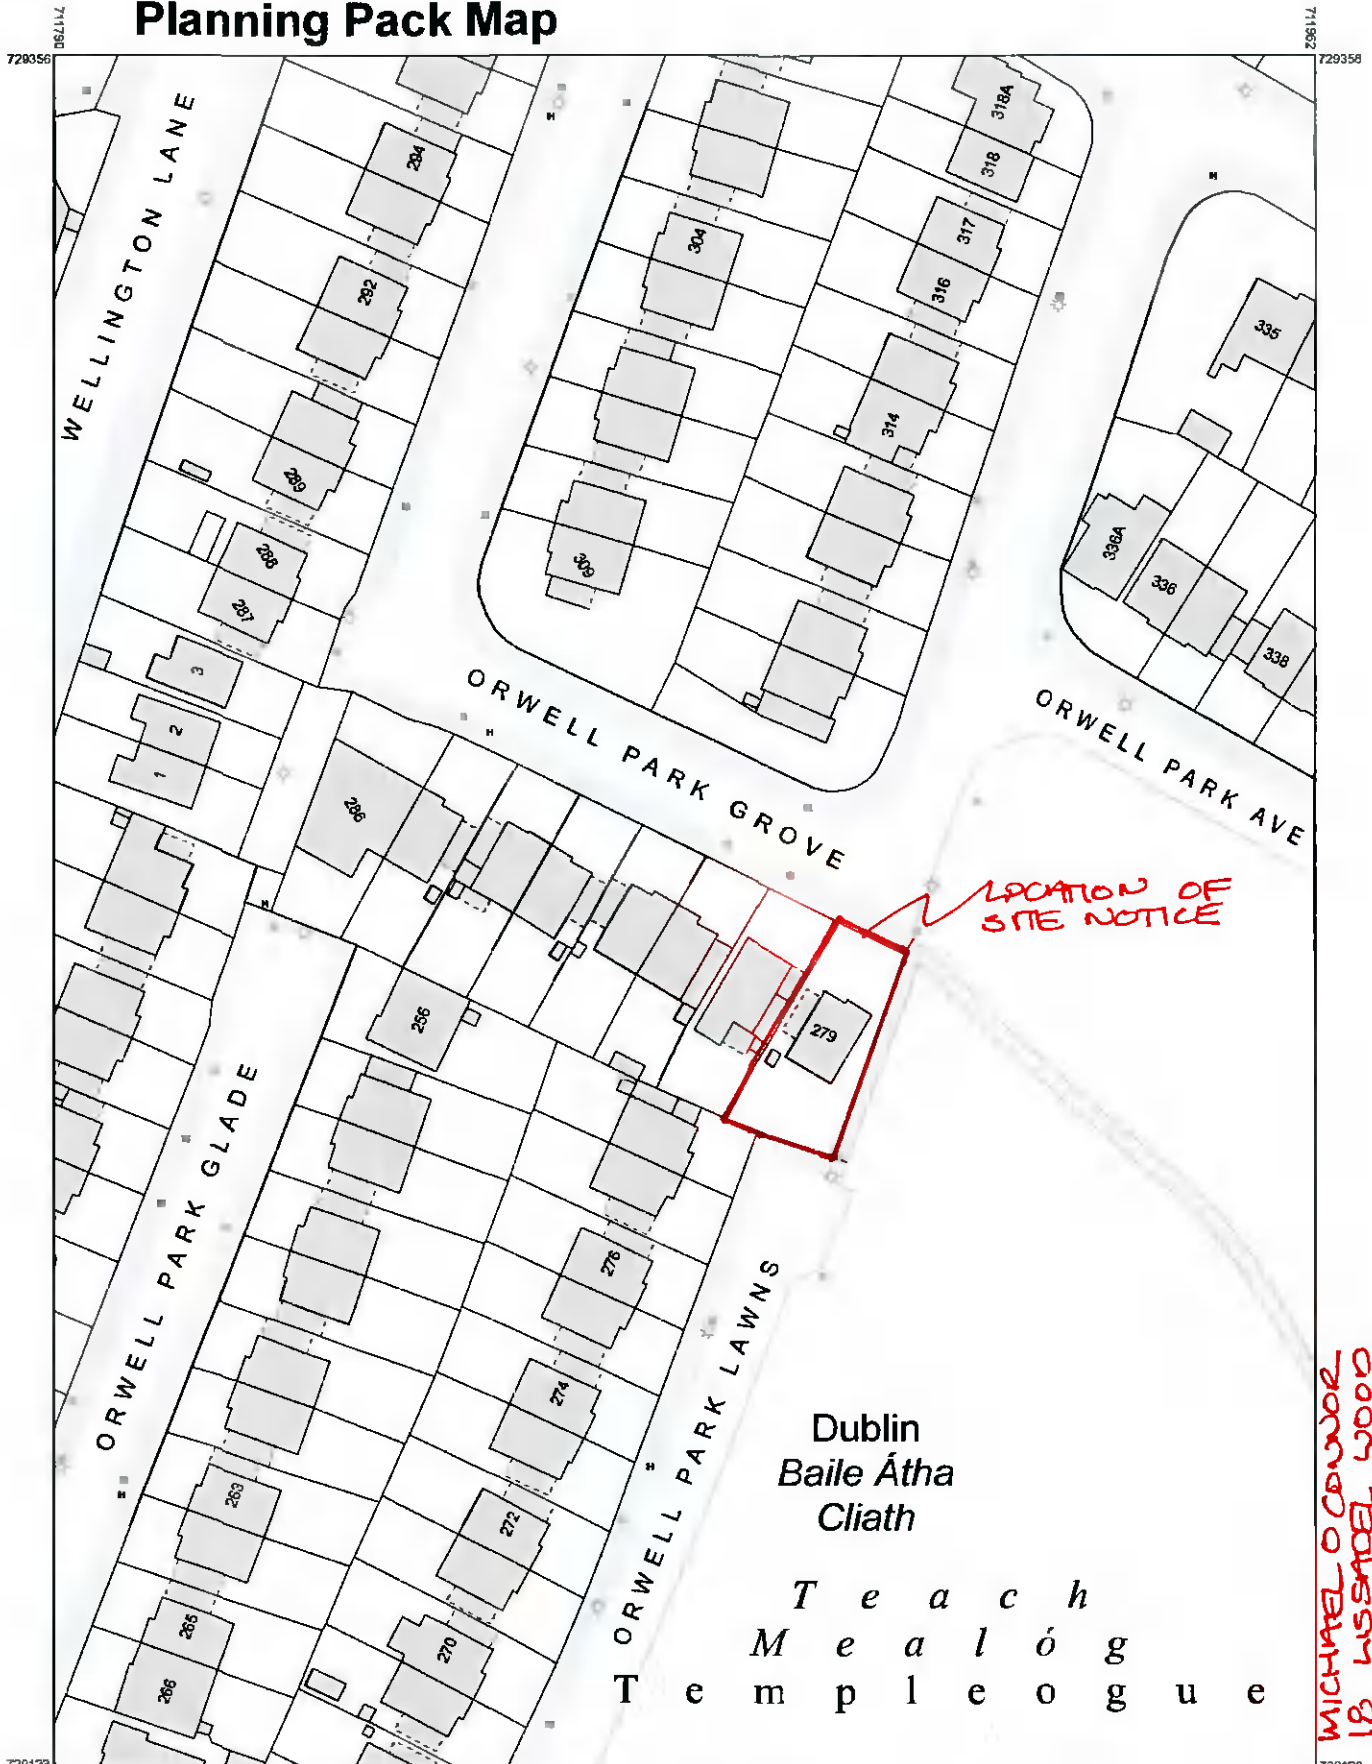 Planning Pack Map
711790
711962
729356
729356
WELLINGTON LANE
294
292
289
288
287
3
2
1
304
309
318A
318
317
316
314
335
336A
336
338
ORWELL PARK GROVE
ORWELL PARK AVE
286
LOCATION OF
SITE NOTICE
279
256
ORWELL PARK GLADE
276
274
272
270
263
265
266
ORWELL PARK LAWNS
Dublin
Baile Átha
Cliath
Teach
Mealóg
Templeogue
MICHAEL O CONNOR
18 LISSADEL WOOD